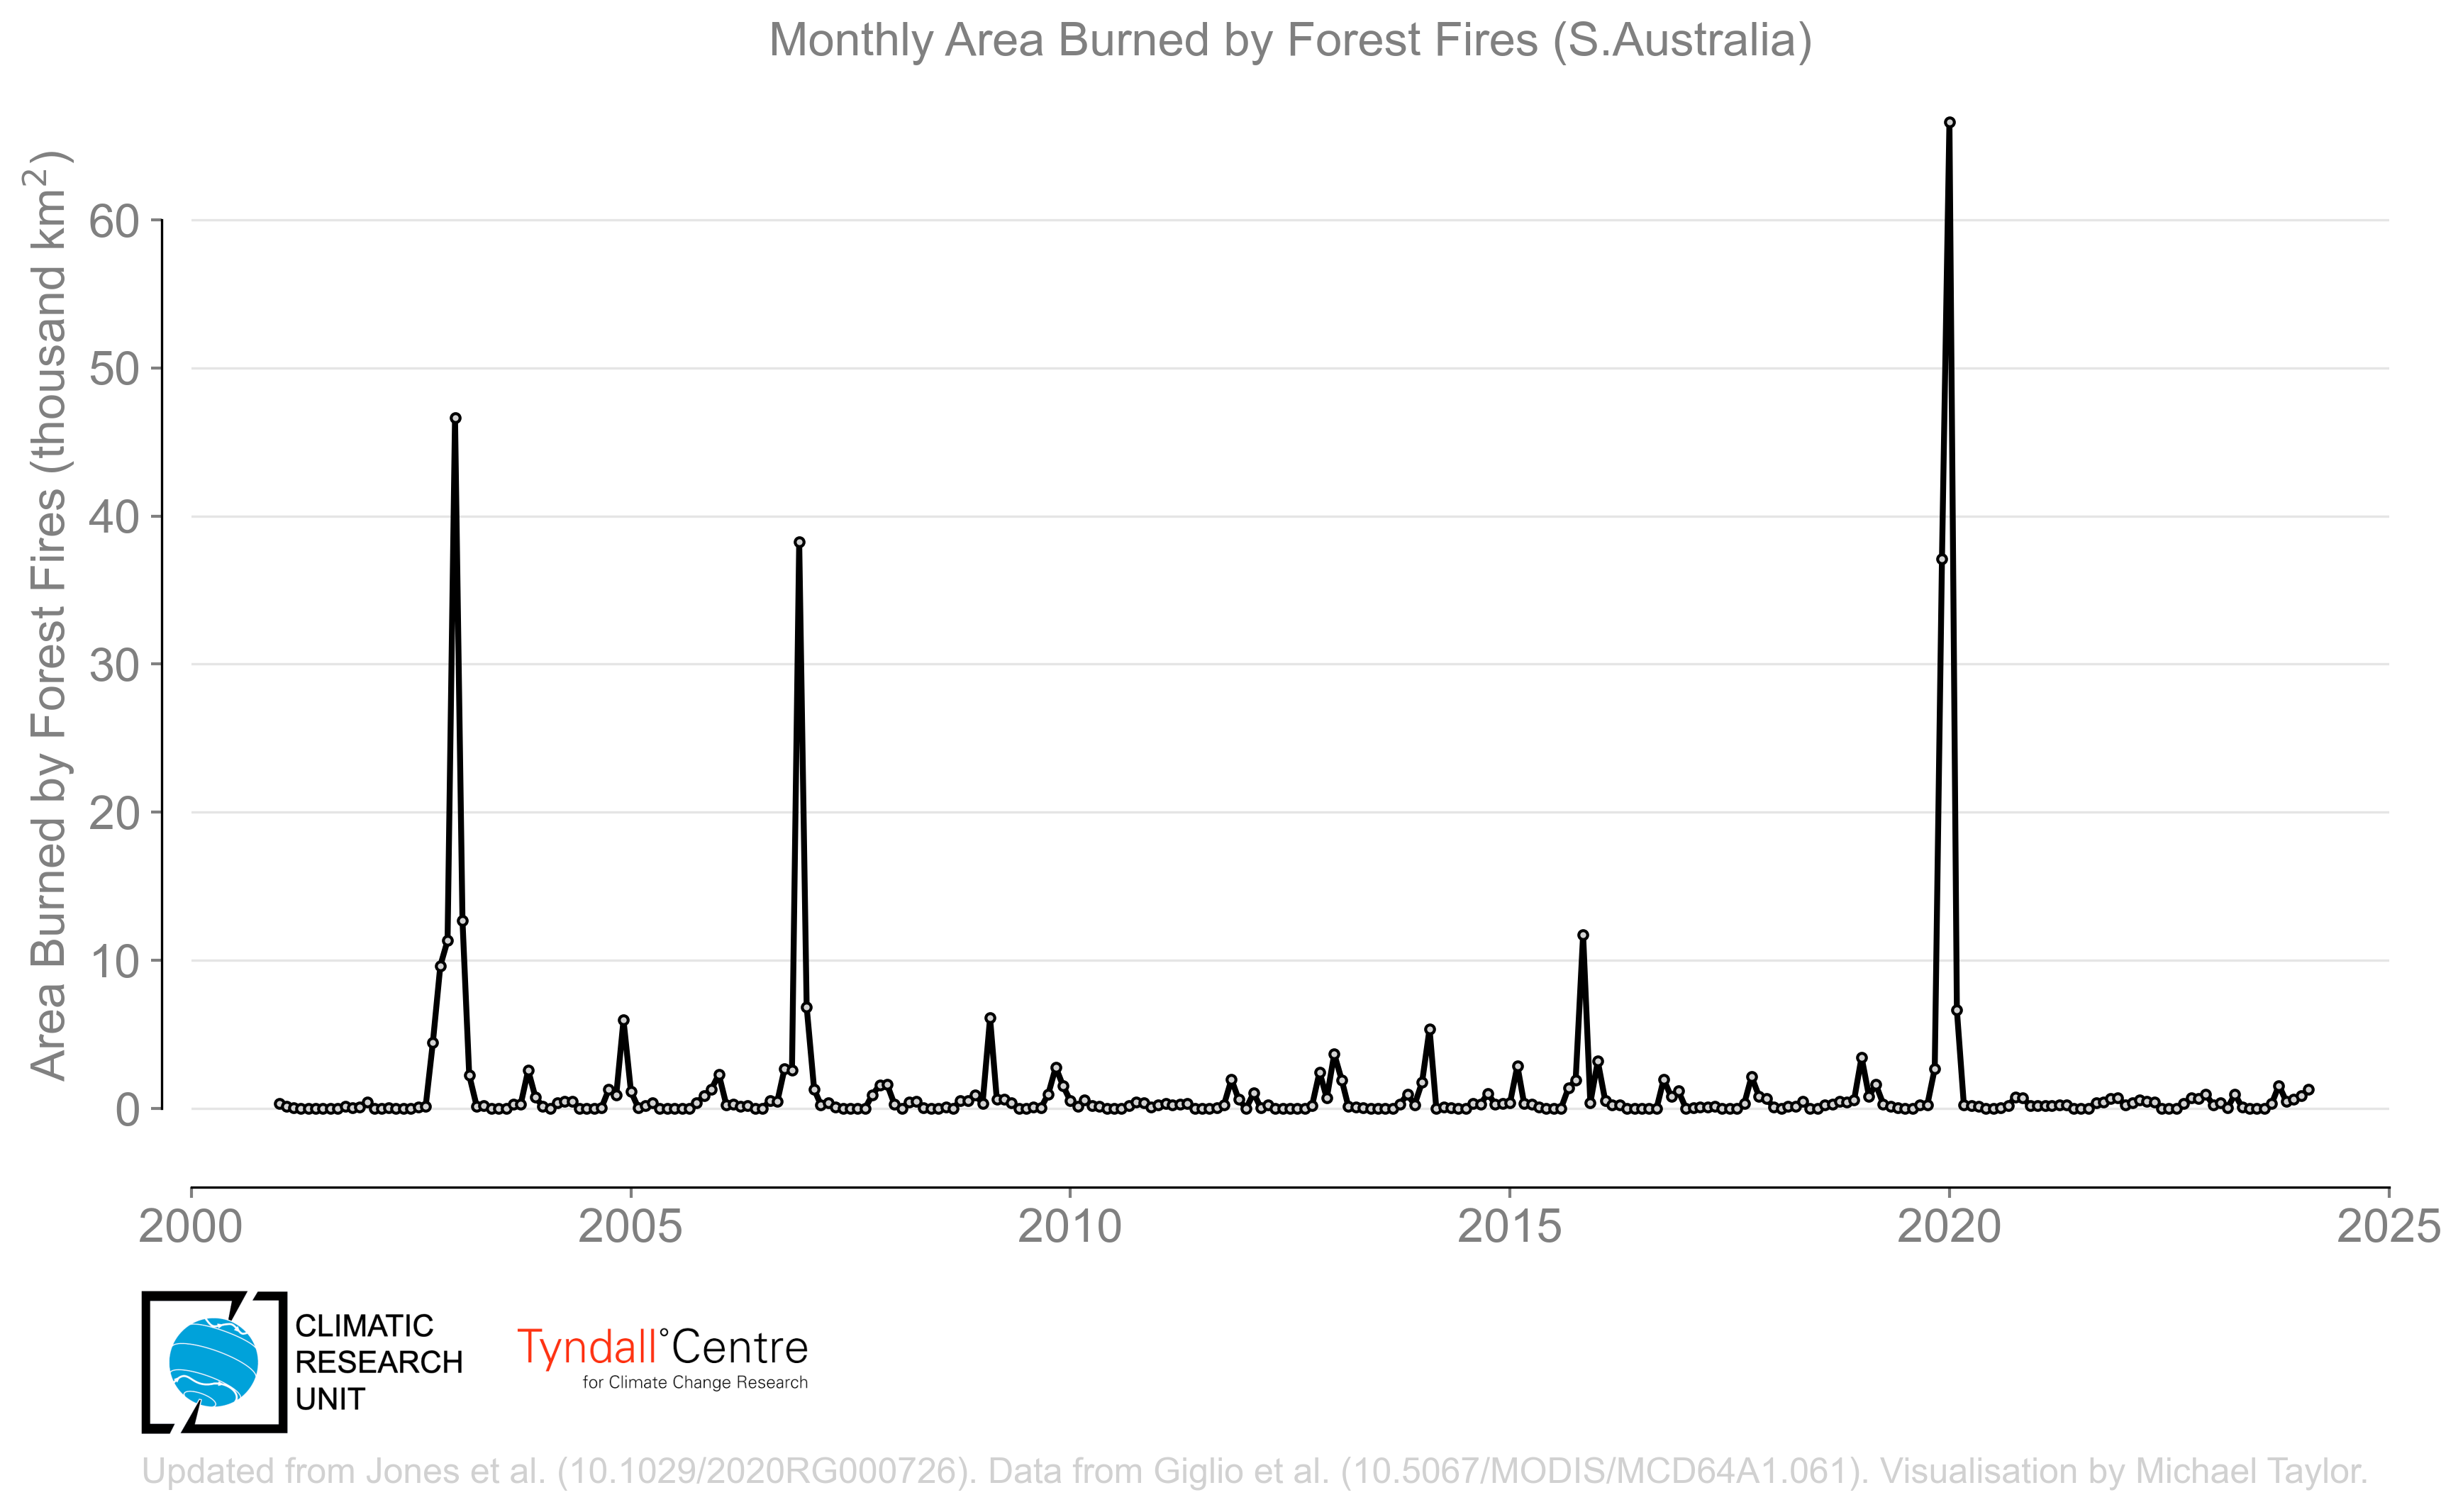 Monthly Area Burned by Forest Fires (S.Australia)
Area Burned by Forest Fires (thousand km²)
60
50
40
30
20
10
0
2000 2005 2010 2015 2020 2025
CLIMATIC
RESEARCH
UNIT
Tyndall°Centre
for Climate Change Research
Updated from Jones et al. (10.1029/2020RG000726). Data from Giglio et al. (10.5067/MODIS/MCD64A1.061). Visualisation by Michael Taylor.